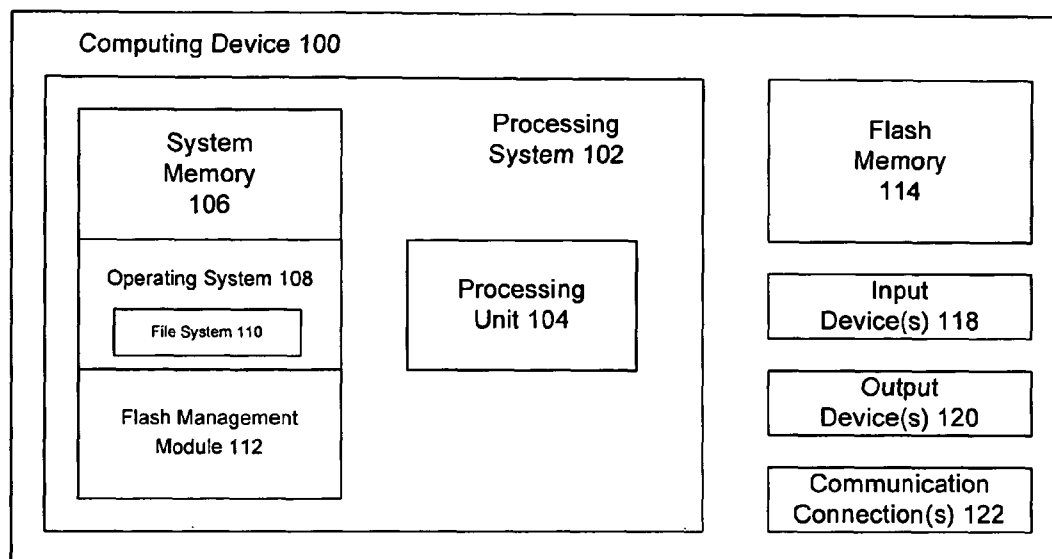 Computing Device 100
System
Memory
106
Operating System 108
File System 110
Flash Management
Module 112
Processing
System 102
Processing
Unit 104
Flash
Memory
114
Input
Device(s) 118
Output
Device(s) 120
Communication
Connection(s) 122